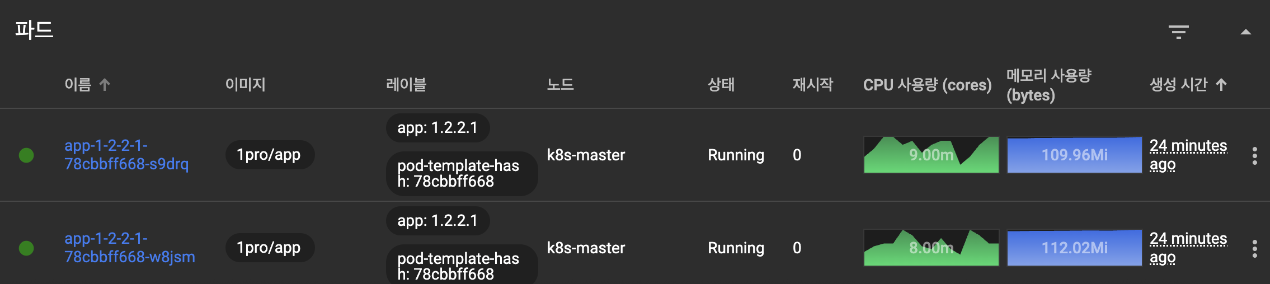 파드
이름 이미지 레이블 노드 상태 재시작 CPU 사용량 (cores) 메모리 사용량 (bytes) 생성 시간
app-1-2-2-1-78cbbff668-s9drq
1pro/app
app: 1.2.2.1
pod-template-hash: 78cbbff668
k8s-master
Running
0
9.00m
109.96Mi
24 minutes ago
app-1-2-2-1-78cbbff668-w8jsm
1pro/app
app: 1.2.2.1
pod-template-hash: 78cbbff668
k8s-master
Running
0
8.00m
112.02Mi
24 minutes ago